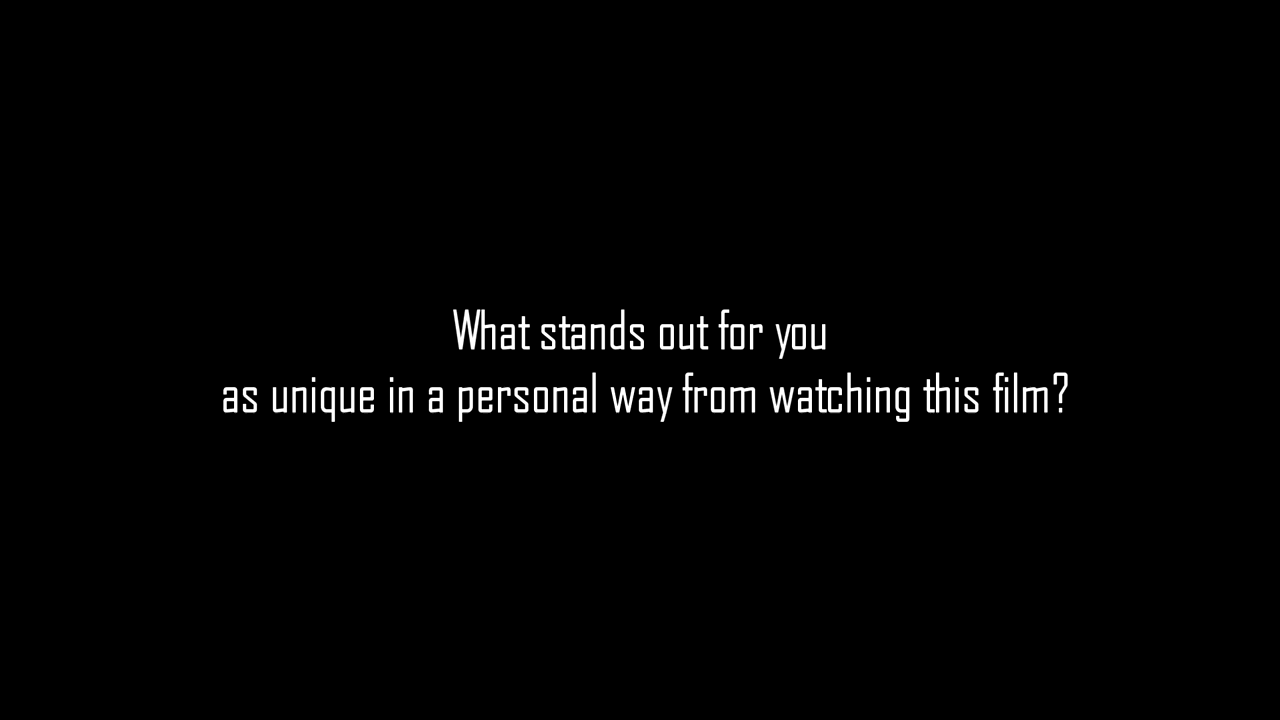 What stands out for you
as unique in a personal way from watching this film?